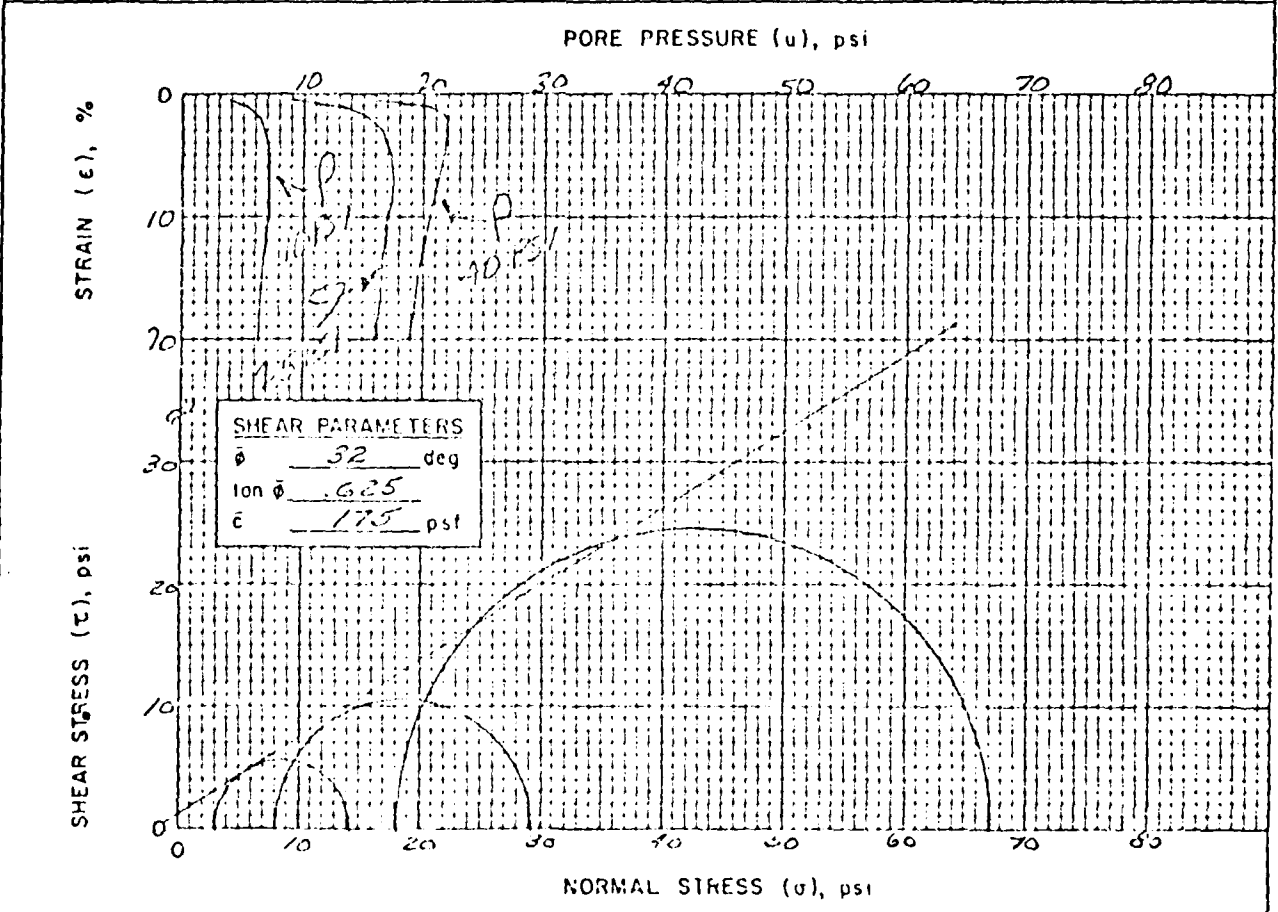 PORE PRESSURE (u), psi
10 20 30 40 50 60 70 80
STRAIN (ε), %
0
10
20
P
P
40 PSI
SHEAR PARAMETERS
φ̄ 32 deg
tan φ̄ .625
c̄ 175 psf
SHEAR STRESS (τ), psi
30
20
10
0
0 10 20 30 40 50 60 70 80
NORMAL STRESS (σ), psi